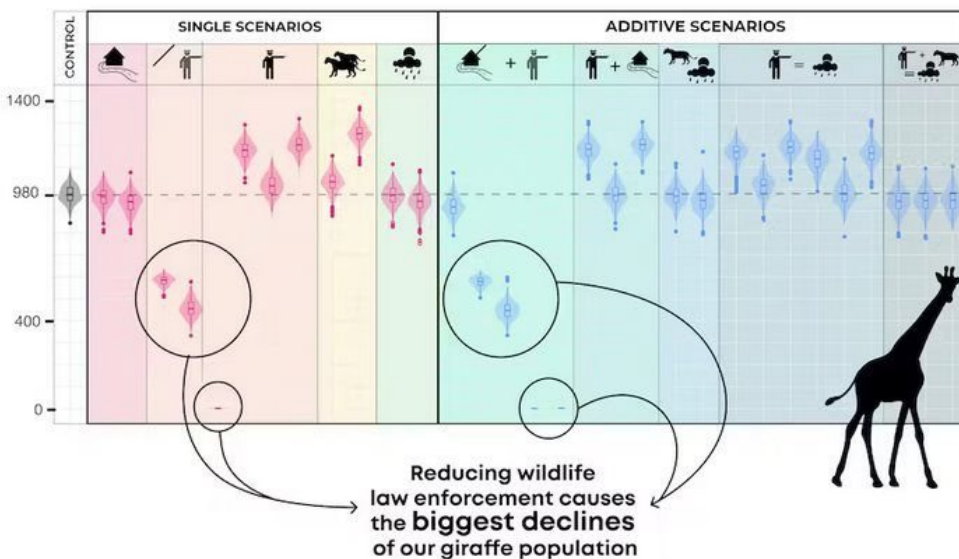 CONTROL
SINGLE SCENARIOS
ADDITIVE SCENARIOS
+
+
=
+
=
1400
980
400
0
Reducing wildlife
law enforcement causes
the biggest declines
of our giraffe population